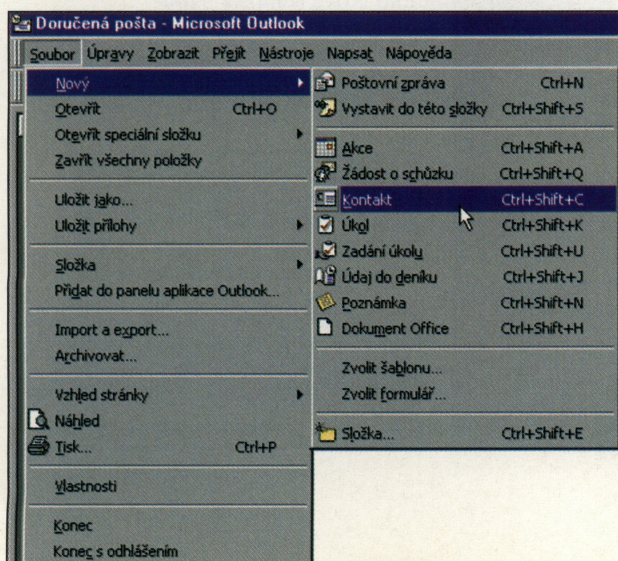 Doručená pošta - Microsoft Outlook
Soubor Úpravy Zobrazit Přejít Nástroje Napsat Nápověda
Nový
Otevřít Ctrl+O
Otevřít speciální složku
Zavřít všechny položky
Uložit jako...
Uložit přílohy
Složka
Přidat do panelu aplikace Outlook...
Import a export...
Archivovat...
Vzhled stránky
Náhled
Tisk... Ctrl+P
Vlastnosti
Konec
Konec s odhlášením
Poštovní zpráva Ctrl+N
Vystavit do této složky Ctrl+Shift+S
Akce Ctrl+Shift+A
Žádost o schůzku Ctrl+Shift+Q
Kontakt Ctrl+Shift+C
Úkol Ctrl+Shift+K
Zadání úkolu Ctrl+Shift+U
Údaj do deníku Ctrl+Shift+J
Poznámka Ctrl+Shift+N
Dokument Office Ctrl+Shift+H
Zvolit šablonu...
Zvolit formulář...
Složka... Ctrl+Shift+E